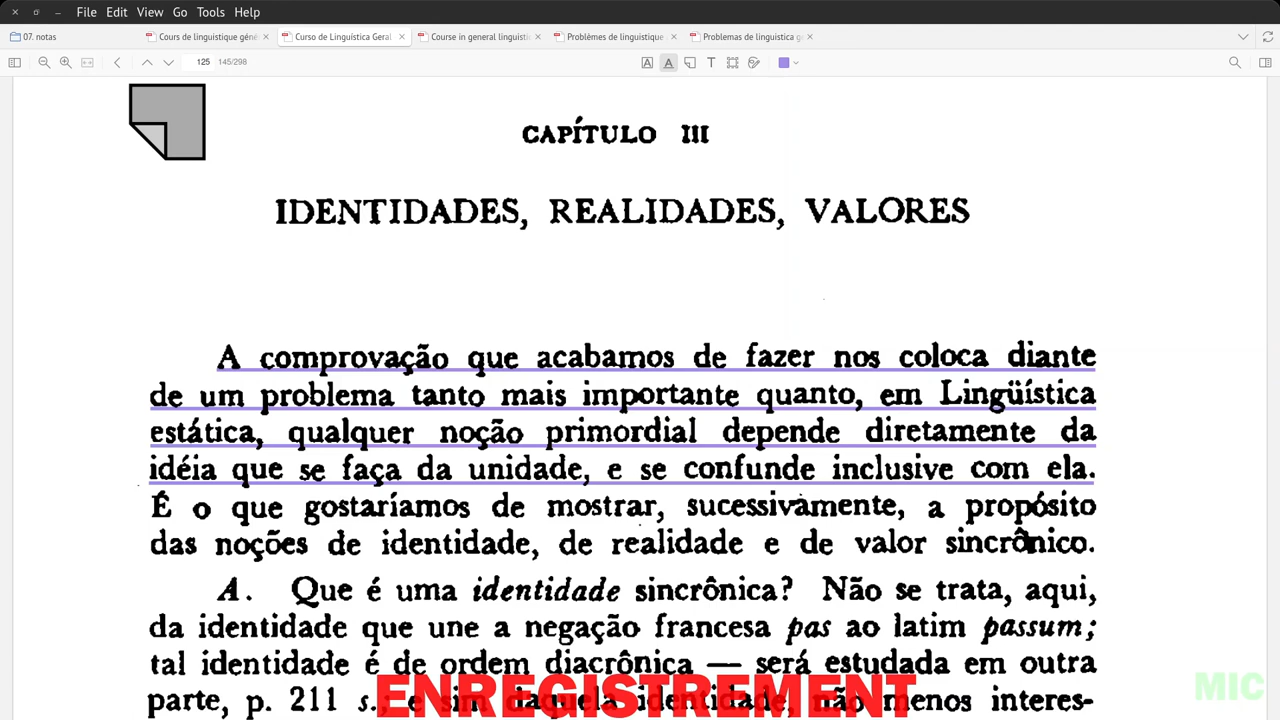 File Edit View Go Tools Help
07. notas Cours de linguistique géné Curso de Lingüística Geral Course in general linguisti Problèmes de linguistique Problemas de linguistica g
125 145/298
CAPÍTULO III
IDENTIDADES, REALIDADES, VALORES
A comprovação que acabamos de fazer nos coloca diante
de um problema tanto mais importante quanto, em Lingüística
estática, qualquer noção primordial depende diretamente da
idéia que se faça da unidade, e se confunde inclusive com ela.
É o que gostaríamos de mostrar, sucessivamente, a propósito
das noções de identidade, de realidade e de valor sincrônico.
A. Que é uma identidade sincrônica? Não se trata, aqui,
da identidade que une a negação francesa pas ao latim passum;
tal identidade é de ordem diacrônica — será estudada em outra
parte, p. 211 s., e sim daquela identidade, não menos interes-
ENREGISTREMENT
MIC